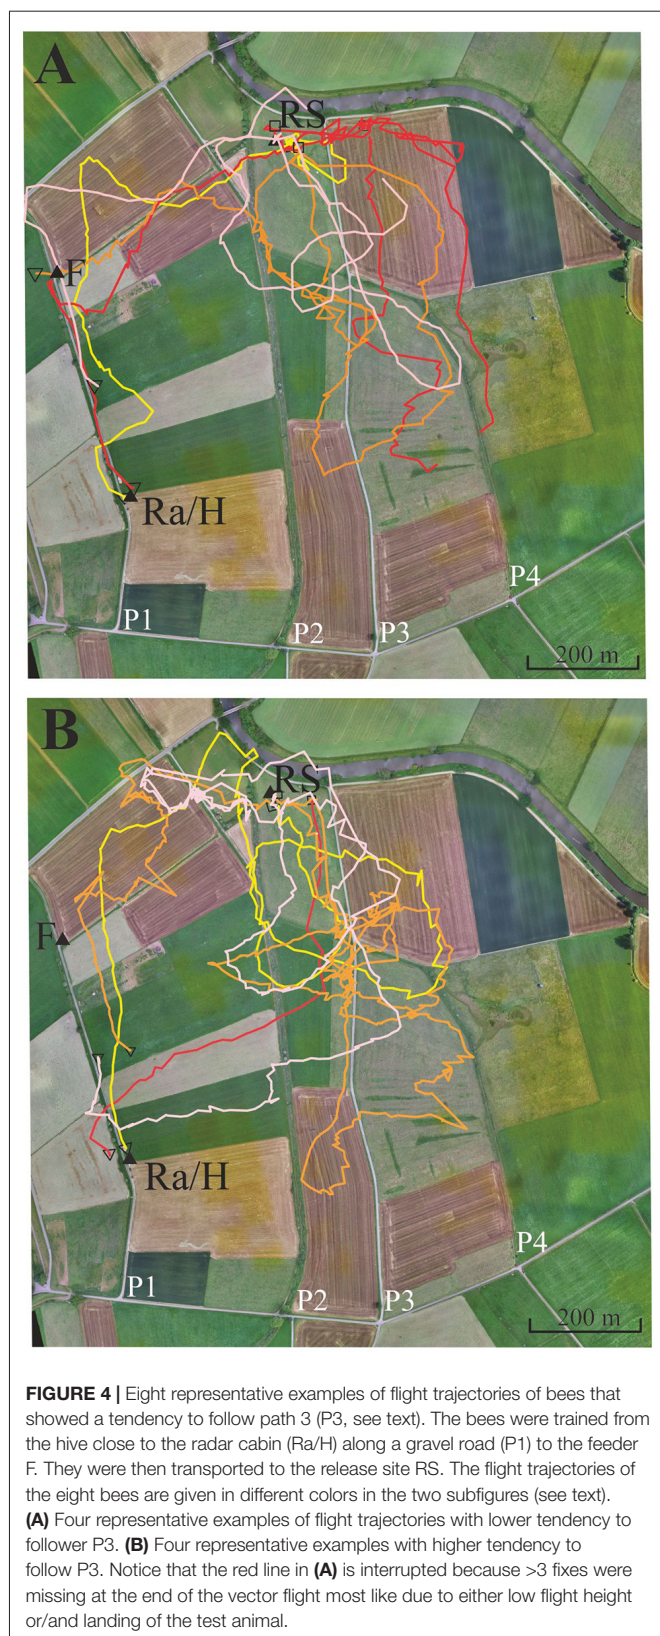 A
RS
F
Ra/H
P1
P2
P3
P4
200 m
B
RS
F
Ra/H
P1
P2
P3
P4
200 m
FIGURE 4 | Eight representative examples of flight trajectories of bees that
showed a tendency to follow path 3 (P3, see text). The bees were trained from
the hive close to the radar cabin (Ra/H) along a gravel road (P1) to the feeder
F. They were then transported to the release site RS. The flight trajectories of
the eight bees are given in different colors in the two subfigures (see text).
(A) Four representative examples of flight trajectories with lower tendency to
follower P3. (B) Four representative examples with higher tendency to
follow P3. Notice that the red line in (A) is interrupted because >3 fixes were
missing at the end of the vector flight most like due to either low flight height
or/and landing of the test animal.